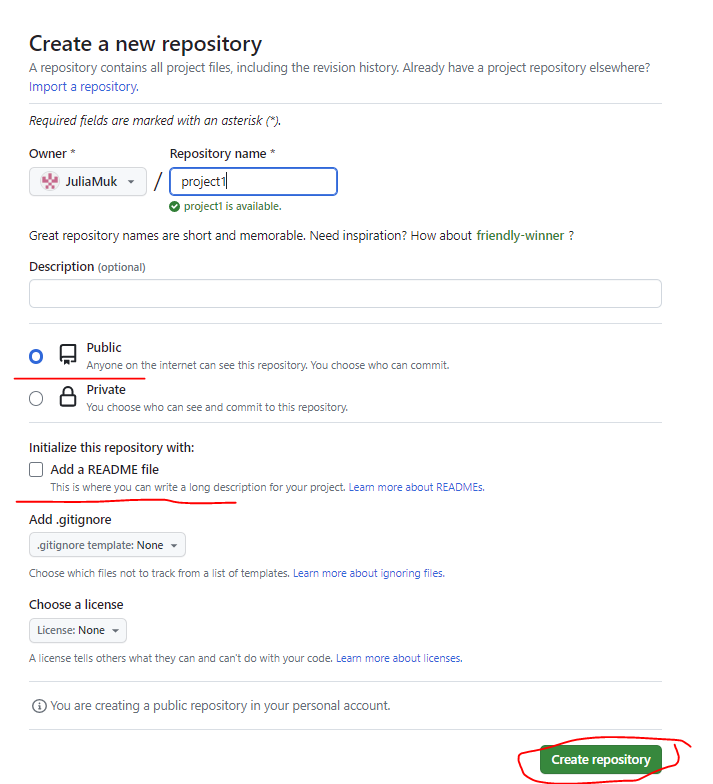 Create a new repository
A repository contains all project files, including the revision history. Already have a project repository elsewhere?
Import a repository.
Required fields are marked with an asterisk (*).
Owner * Repository name *
JuliaMuk / project1
project1 is available.
Great repository names are short and memorable. Need inspiration? How about friendly-winner ?
Description (optional)
Public
Anyone on the internet can see this repository. You choose who can commit.
Private
You choose who can see and commit to this repository.
Initialize this repository with:
Add a README file
This is where you can write a long description for your project. Learn more about READMEs.
Add .gitignore
.gitignore template: None
Choose which files not to track from a list of templates. Learn more about ignoring files.
Choose a license
License: None
A license tells others what they can and can't do with your code. Learn more about licenses.
You are creating a public repository in your personal account.
Create repository